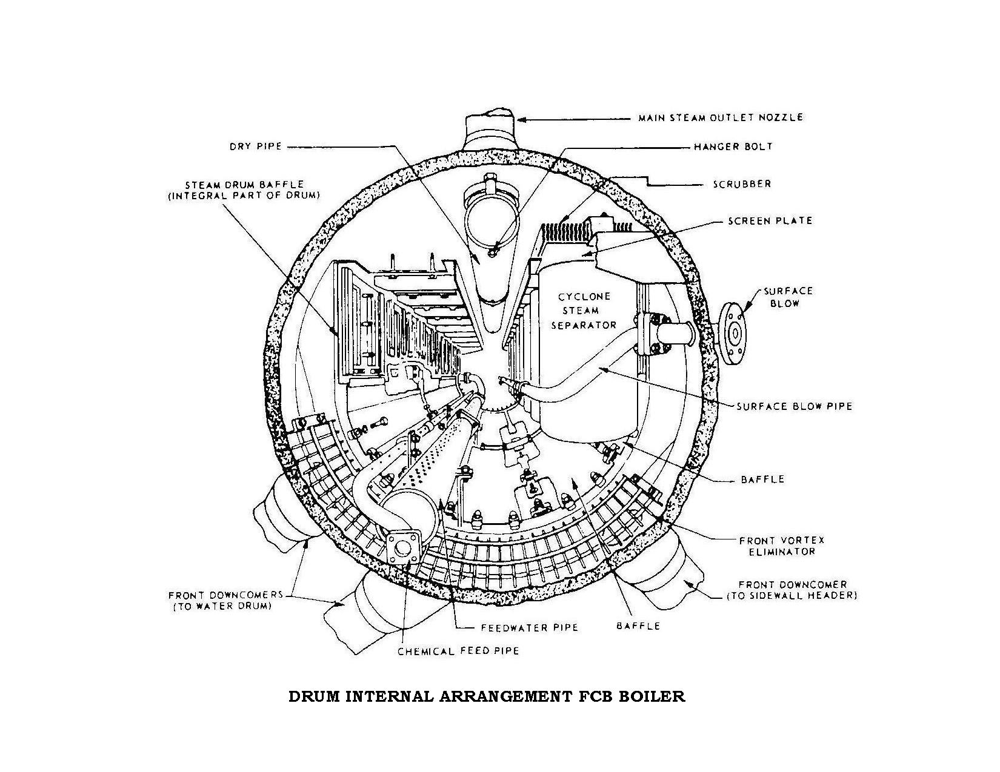 MAIN STEAM OUTLET NOZZLE
DRY PIPE
HANGER BOLT
STEAM DRUM BAFFLE
(INTEGRAL PART OF DRUM)
SCRUBBER
SCREEN PLATE
SURFACE
BLOW
CYCLONE
STEAM
SEPARATOR
SURFACE BLOW PIPE
BAFFLE
FRONT VORTEX
ELIMINATOR
FRONT DOWNCOMER
(TO SIDEWALL HEADER)
FRONT DOWNCOMERS
(TO WATER DRUM)
FEEDWATER PIPE
BAFFLE
CHEMICAL FEED PIPE
DRUM INTERNAL ARRANGEMENT FCB BOILER